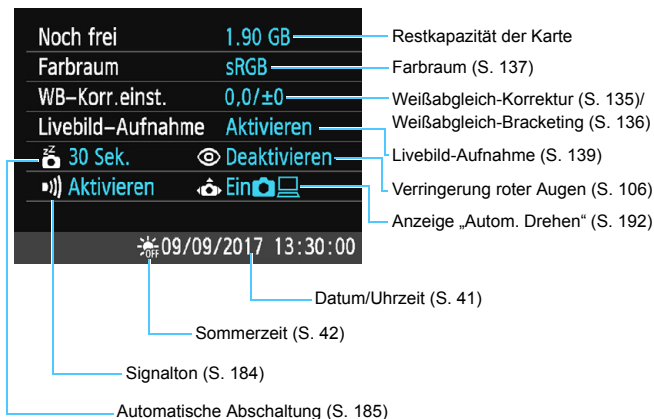 Noch frei 1.90 GB Restkapazität der Karte
Farbraum sRGB Farbraum (S. 137)
WB-Korr.einst. 0,0/±0 Weißabgleich-Korrektur (S. 135)/
Weißabgleich-Bracketing (S. 136)
Livebild-Aufnahme Aktivieren Livebild-Aufnahme (S. 139)
30 Sek. Deaktivieren Verringerung roter Augen (S. 106)
Aktivieren Ein Anzeige „Autom. Drehen“ (S. 192)
OFF 09/09/2017 13:30:00
Datum/Uhrzeit (S. 41)
Sommerzeit (S. 42)
Signalton (S. 184)
Automatische Abschaltung (S. 185)